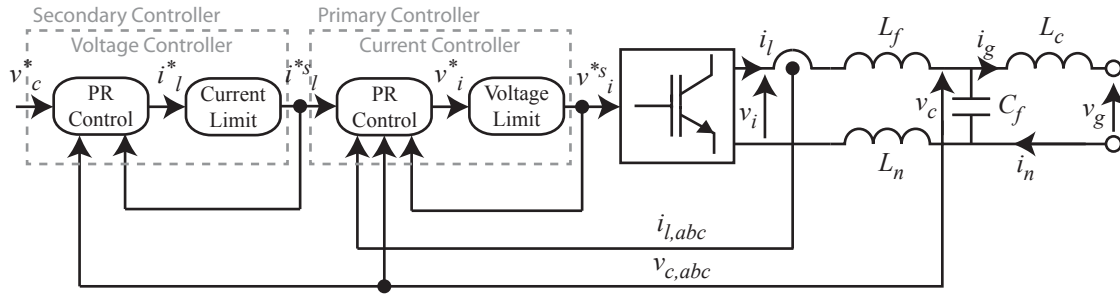 Secondary Controller
Primary Controller
Voltage Controller
Current Controller
v*c
PR Control
i*l
Current Limit
i*sl
PR Control
v*i
Voltage Limit
v*si
il
vi
Lf
ig
Lc
vc
Cf
vg
Ln
in
il,abc
vc,abc